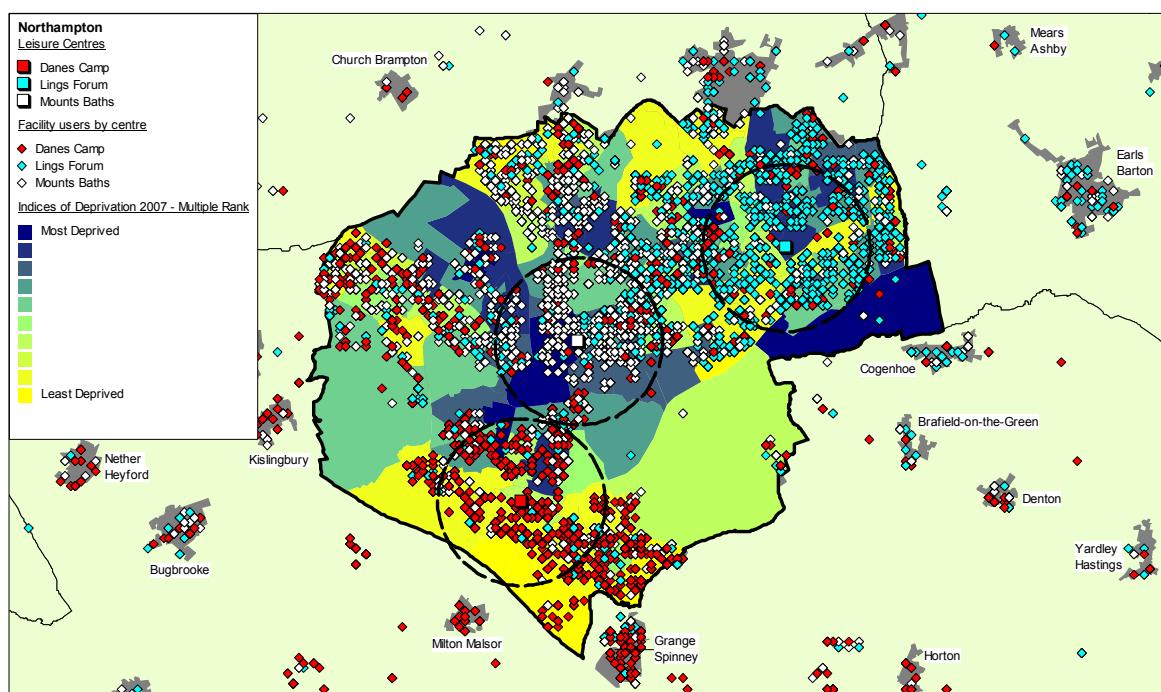 Northampton
Leisure Centres
Danes Camp
Lings Forum
Mounts Baths
Facility users by centre
Danes Camp
Lings Forum
Mounts Baths
Indices of Deprivation 2007 - Multiple Rank
Most Deprived
Least Deprived
Church Brampton
Mears
Ashby
Earls
Barton
Cogenhoe
Brafield-on-the-Green
Kislingbury
Nether
Heyford
Denton
Bugbrooke
Yardley
Hastings
Milton Malsor
Grange
Spinney
Horton